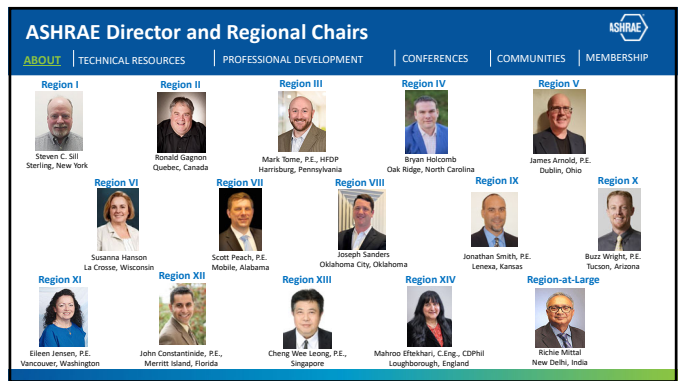 ASHRAE Director and Regional Chairs
ASHRAE
ABOUT
TECHNICAL RESOURCES
PROFESSIONAL DEVELOPMENT
CONFERENCES
COMMUNITIES
MEMBERSHIP
Region I
Steven C. Sill
Sterling, New York
Region II
Ronald Gagnon
Quebec, Canada
Region III
Mark Tome, P.E., HFDP
Harrisburg, Pennsylvania
Region IV
Bryan Holcomb
Oak Ridge, North Carolina
Region V
James Arnold, P.E.
Dublin, Ohio
Region VI
Susanna Hanson
La Crosse, Wisconsin
Region VII
Scott Peach, P.E.
Mobile, Alabama
Region VIII
Joseph Sanders
Oklahoma City, Oklahoma
Region IX
Jonathan Smith, P.E.
Lenexa, Kansas
Region X
Buzz Wright, P.E.
Tucson, Arizona
Region XI
Eileen Jensen, P.E.
Vancouver, Washington
Region XII
John Constantinide, P.E.,
Merritt Island, Florida
Region XIII
Cheng Wee Leong, P.E.,
Singapore
Region XIV
Mahroo Eftekhari, C.Eng., CDPhil
Loughborough, England
Region-at-Large
Richie Mittal
New Delhi, India